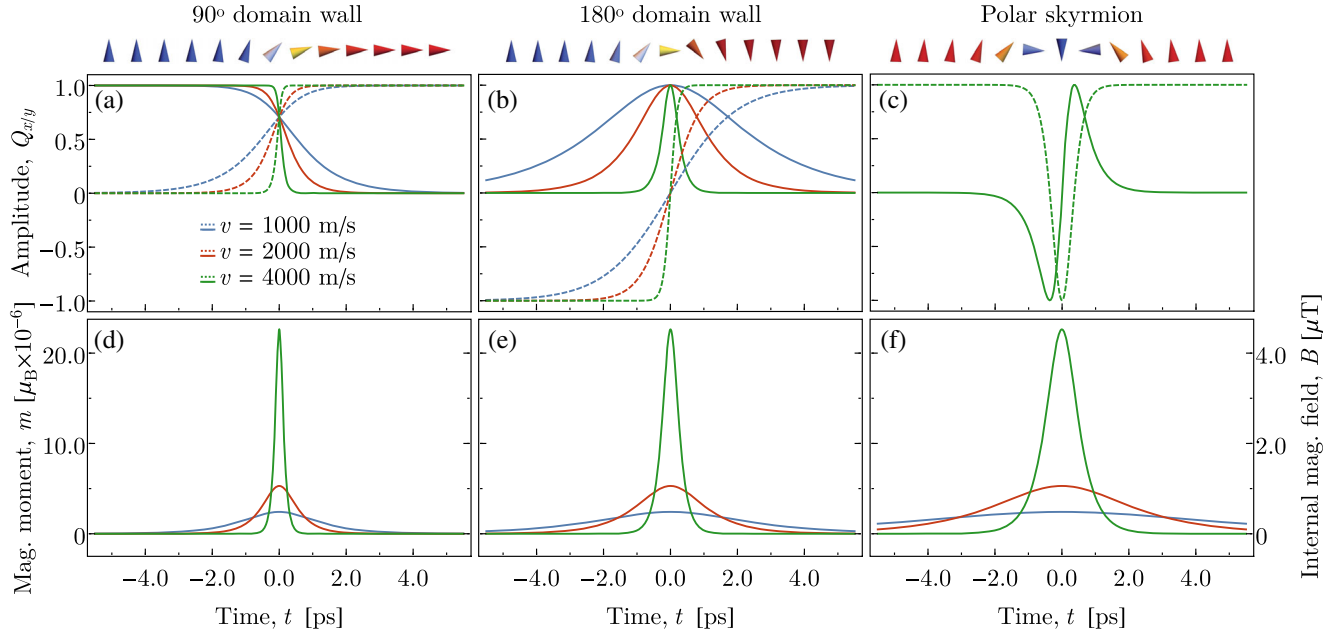 90° domain wall
180° domain wall
Polar skyrmion
Amplitude, Qx/y
1.0
0.5
0
−0.5
−1.0
(a)
v = 1000 m/s
v = 2000 m/s
v = 4000 m/s
(b)
(c)
Mag. moment, m [μB×10−6]
20.0
10.0
0
(d)
(e)
(f)
4.0
2.0
0
Internal mag. field, B [μT]
−4.0 −2.0 0.0 2.0 4.0
−4.0 −2.0 0.0 2.0 4.0
−4.0 −2.0 0.0 2.0 4.0
Time, t [ps]
Time, t [ps]
Time, t [ps]